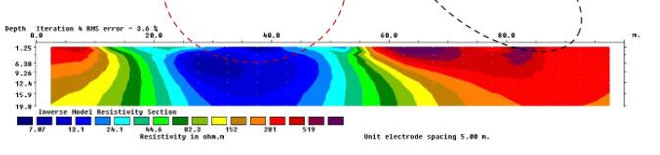 Depth Iteration 4 RMS error = 3.6 %
0.0 20.0 40.0 60.0 80.0 m.
1.25
6.38
9.26
12.4
15.9
19.8
Inverse Model Resistivity Section
7.07 13.1 24.1 44.6 82.3 152 281 519
Resistivity in ohm.m Unit electrode spacing 5.00 m.